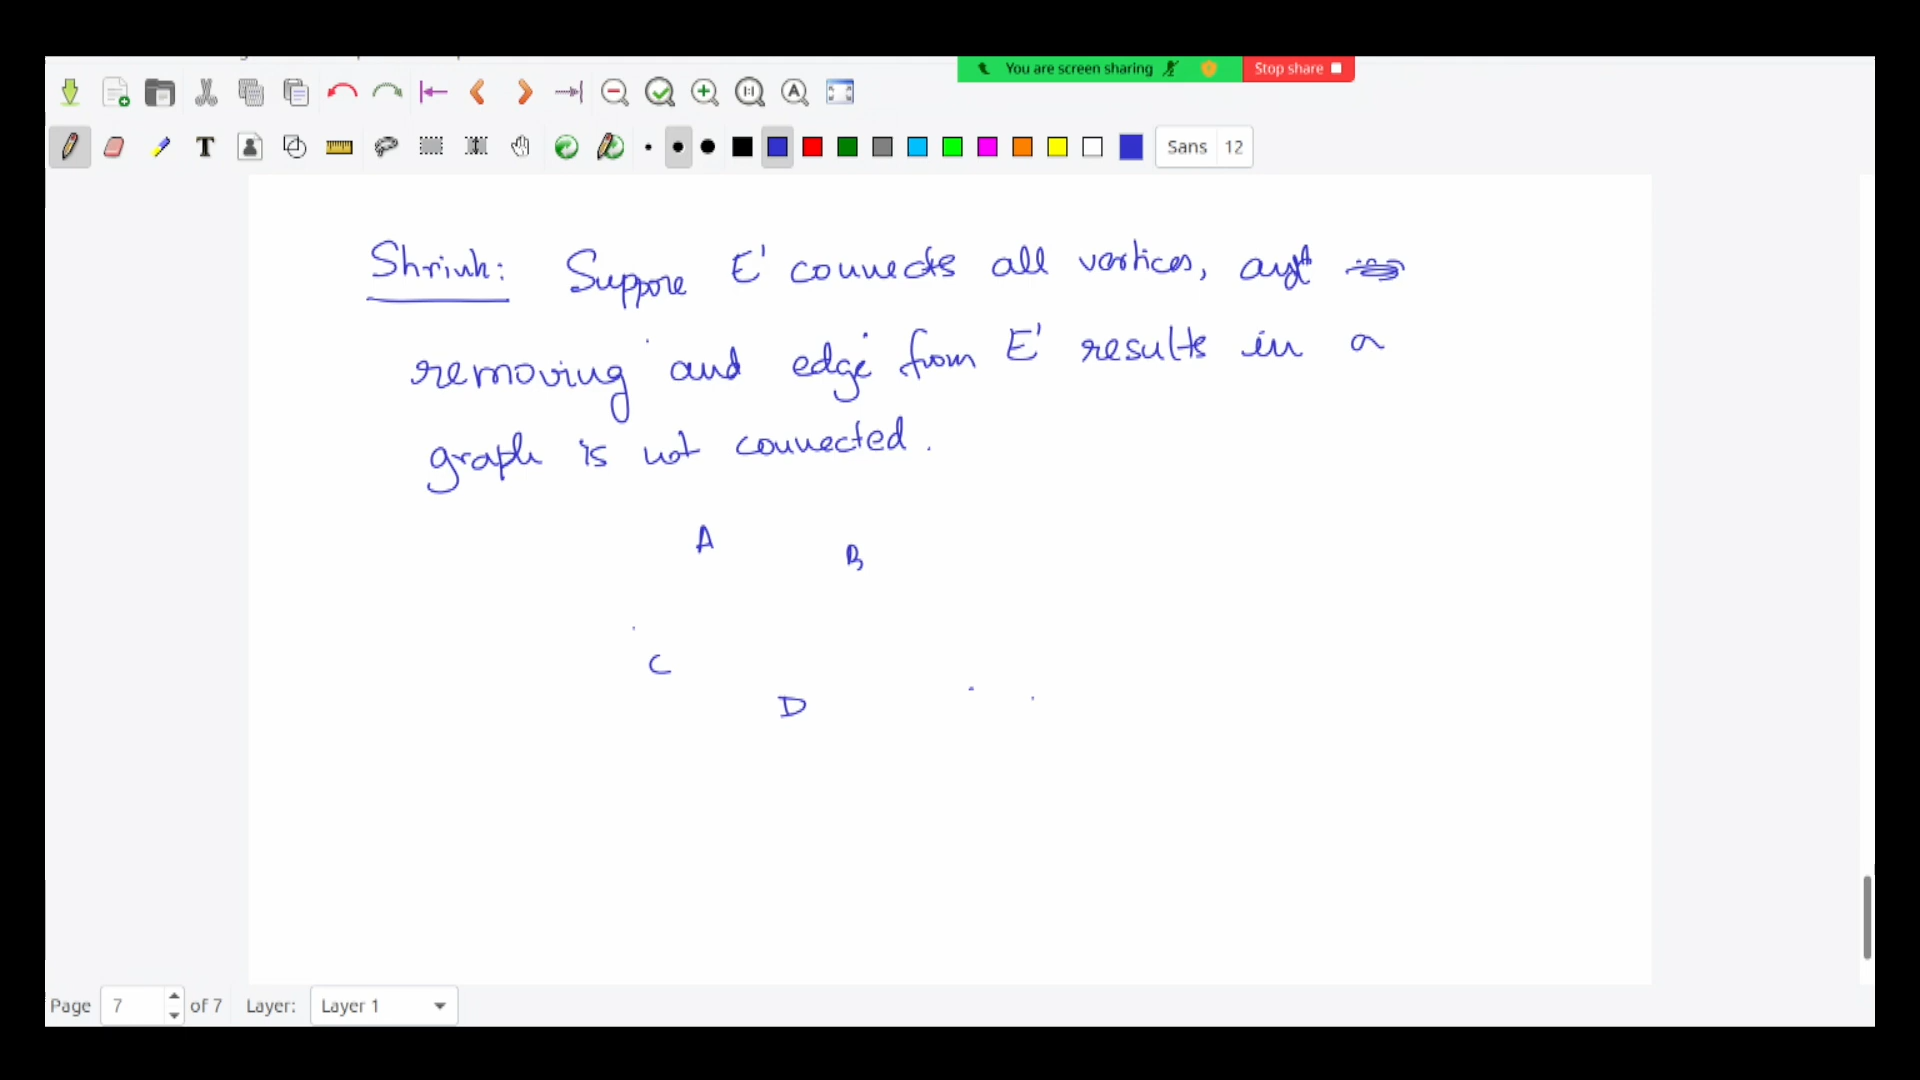 You are screen sharing Stop share
Sans 12
Shrink: Suppose E' connects all vertices,
removing and edge from E' results in a
graph is not connected.
A
B
C
D
Page 7 of 7 Layer: Layer 1